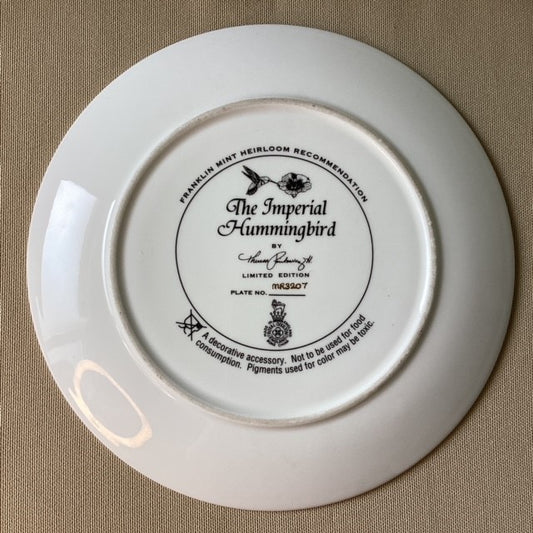 FRANKLIN MINT HEIRLOOM RECOMMENDATION
The Imperial
Hummingbird
BY
LIMITED EDITION
PLATE NO. MR3207
A decorative accessory. Not to be used for food
consumption. Pigments used for color may be toxic.